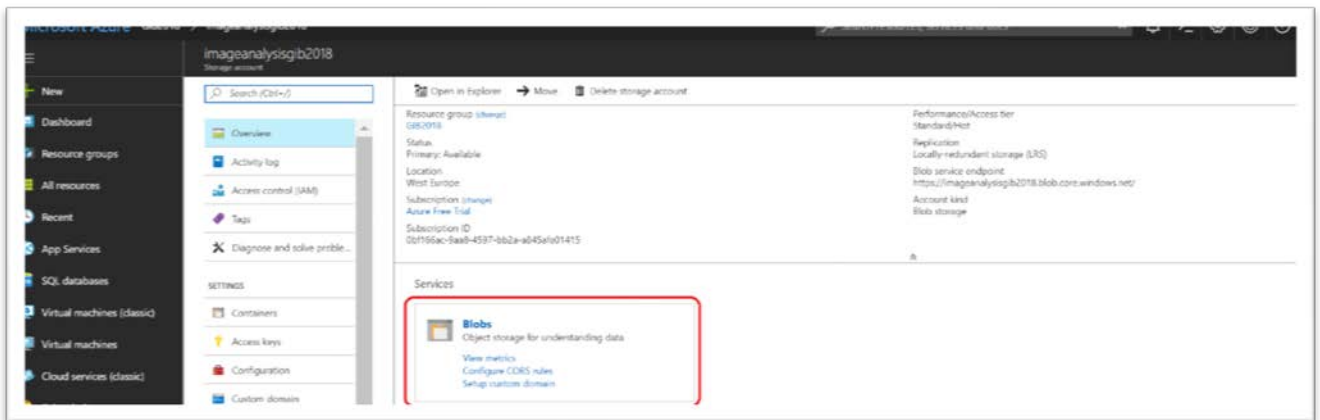 Microsoft Azure
imageanalysisgib2018
imageanalysisgib2018
Storage account
New
Dashboard
Resource groups
All resources
Recent
App Services
SQL databases
Virtual machines (classic)
Virtual machines
Cloud services (classic)
Search (Ctrl+/)
Overview
Activity log
Access control (IAM)
Tags
Diagnose and solve proble...
SETTINGS
Containers
Access keys
Configuration
Custom domain
Open in Explorer Move Delete storage account
Resource group (change)
GIB2018
Status
Primary: Available
Location
West Europe
Subscription (change)
Azure Free Trial
Subscription ID
Performance/Access tier
Standard/Hot
Replication
Locally-redundant storage (LRS)
Blob service endpoint
https://imageanalysisgib2018.blob.core.windows.net/
Account kind
Blob storage
Services
Blobs
Object storage for understanding data
View metrics
Configure CORS rules
Setup custom domain